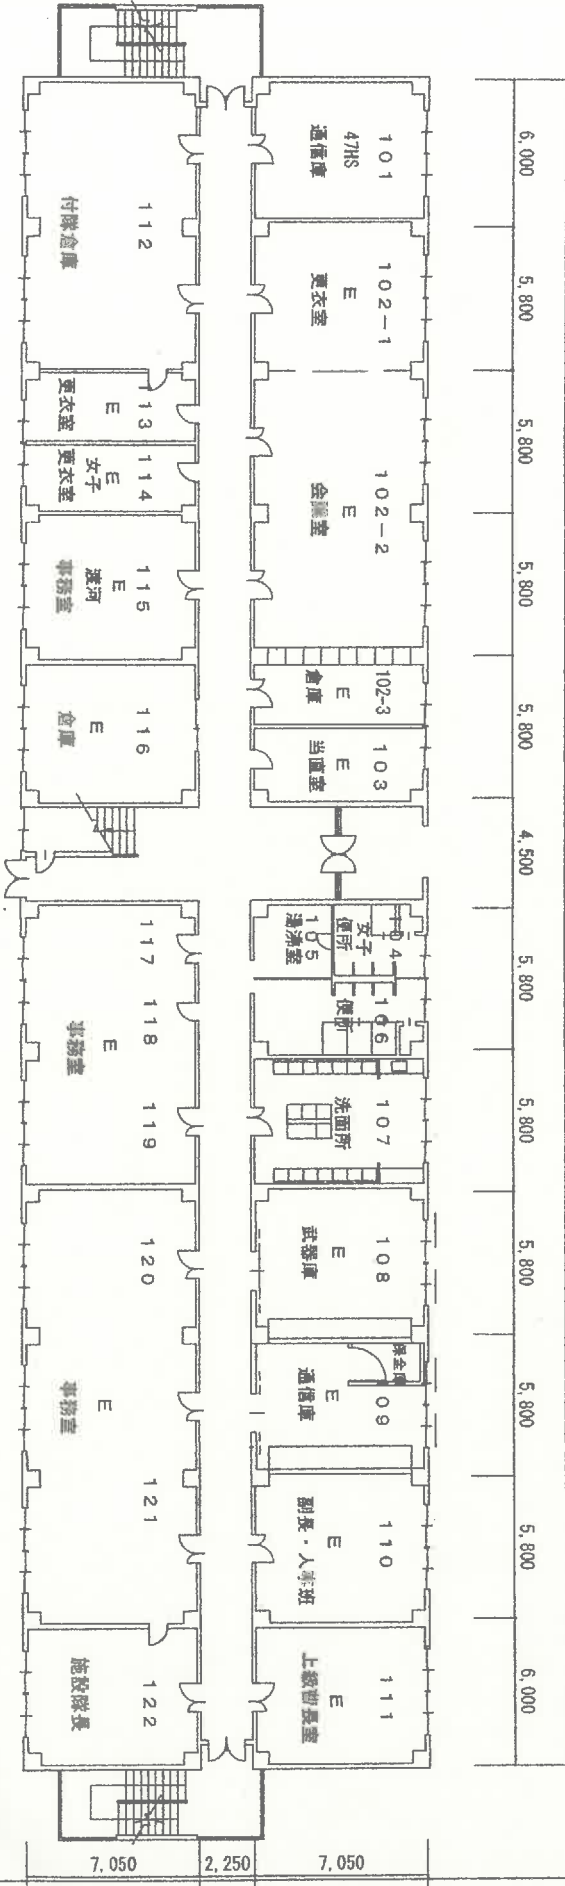 101
47HS
通信庫
102-1
E
更衣室
102-2
E
会議室
102-3
E
倉庫
103
E
当直室
104
女子
便所
105
湯沸室
106
便所
107
洗面所
108
E
武器庫
保金庫
09
E
通信庫
110
E
副長・人事班
111
E
上級曹長室
112
付隊倉庫
113
E
更衣室
114
E
女子
更衣室
115
E
渡河
事務室
116
E
倉庫
117
118
119
E
事務室
120
121
E
事務室
122
施設隊長
6,000
5,800
5,800
5,800
5,800
4,500
5,800
5,800
5,800
5,800
5,800
6,000
7,050
2,250
7,050